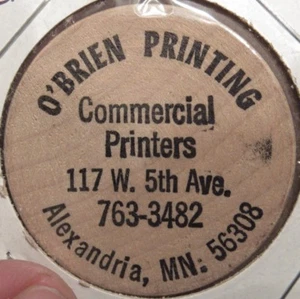 O'BRIEN PRINTING
Commercial
Printers
117 W. 5th Ave.
763-3482
Alexandria, MN. 56308